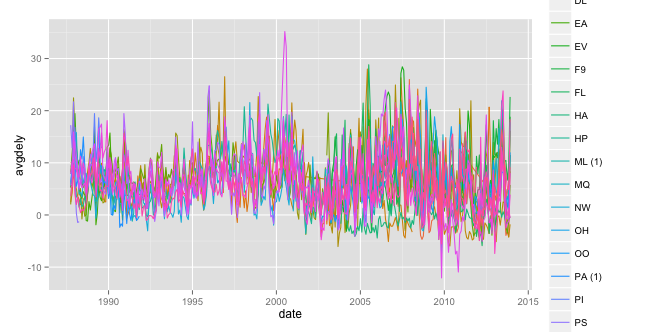 DL
EA
EV
F9
FL
HA
HP
ML (1)
MQ
NW
OH
OO
PA (1)
PI
PS
30
20
10
0
-10
avgdely
1990
1995
2000
2005
2010
2015
date